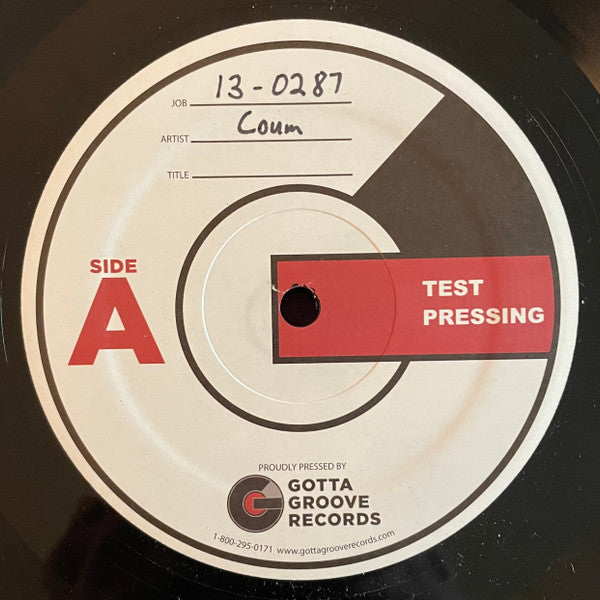 JOB 13-0287
ARTIST Coum
TITLE
SIDE
A
TEST
PRESSING
PROUDLY PRESSED BY
GOTTA
GROOVE
RECORDS
1-800-295-0171 www.gottagrooverecords.com